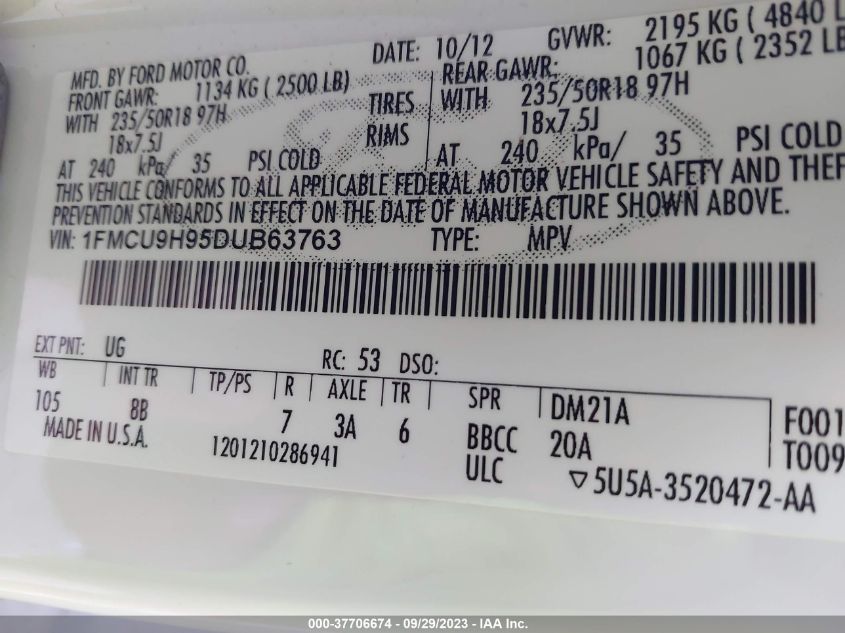 MFD. BY FORD MOTOR CO. DATE: 10/12 GVWR: 2195 KG ( 4840 L
FRONT GAWR: 1134 KG ( 2500 LB) REAR GAWR: 1067 KG ( 2352 LB
WITH 235/50R18 97H TIRES WITH 235/50R18 97H
18x7.5J RIMS 18x7.5J
AT 240 kPa/ 35 PSI COLD AT 240 kPa/ 35 PSI COLD
THIS VEHICLE CONFORMS TO ALL APPLICABLE FEDERAL MOTOR VEHICLE SAFETY AND THEF
PREVENTION STANDARDS IN EFFECT ON THE DATE OF MANUFACTURE SHOWN ABOVE.
VIN: 1FMCU9H95DUB63763 TYPE: MPV
EXT PNT: UG RC: 53 DSO:
WB INT TR TP/PS R AXLE TR SPR DM21A F001
105 8B 7 3A 6 BBCC 20A T009
MADE IN U.S.A. 1201210286941 ULC ▽5U5A-3520472-AA
000-37706674 - 09/29/2023 - IAA Inc.